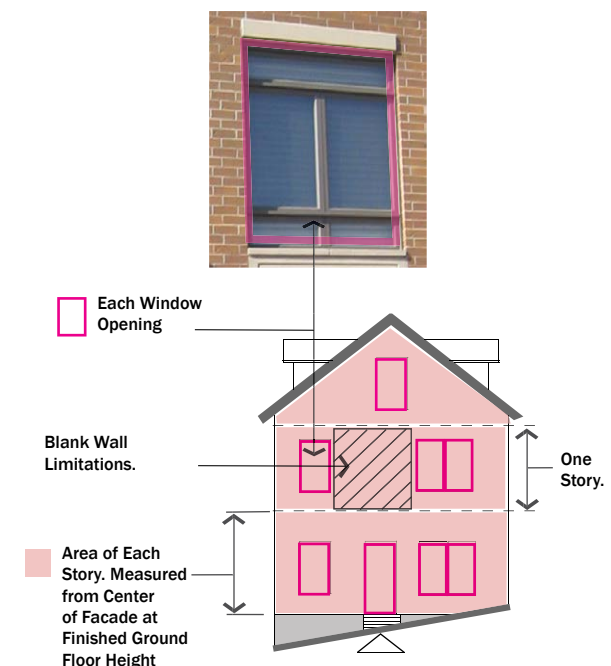 Each Window
Opening
Blank Wall
Limitations.
One
Story.
Area of Each
Story. Measured
from Center
of Facade at
Finished Ground
Floor Height